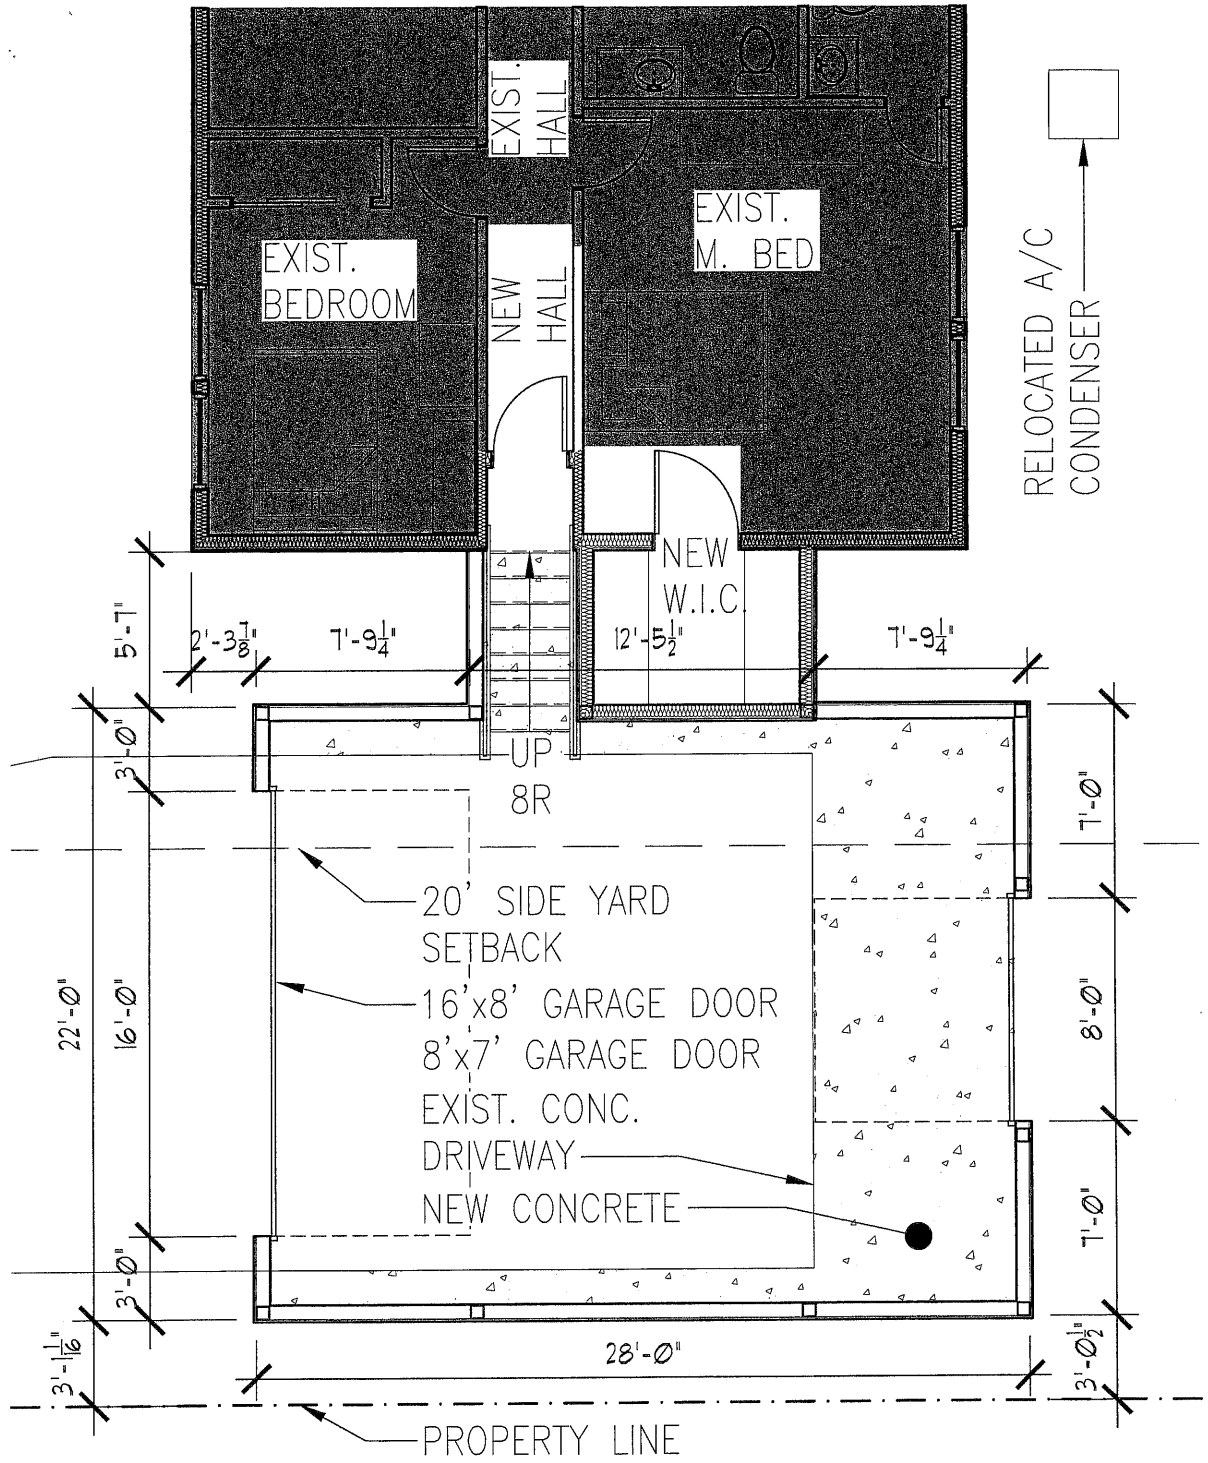 EXIST.
HALL
EXIST.
M. BED
EXIST.
BEDROOM
NEW
HALL
RELOCATED A/C
CONDENSER
NEW
W.I.C.
5'-7"
2'-3 7/8"
7'-9 1/4"
12'-5 1/2"
7'-9 1/4"
3'-0"
UP
8R
7'-0"
20' SIDE YARD
SETBACK
22'-0"
16'-0"
16'x8' GARAGE DOOR
8'-0"
8'x7' GARAGE DOOR
EXIST. CONC.
DRIVEWAY
NEW CONCRETE
7'-0"
3'-0"
3'-1 1/16"
28'-0"
3'-0 1/2"
PROPERTY LINE